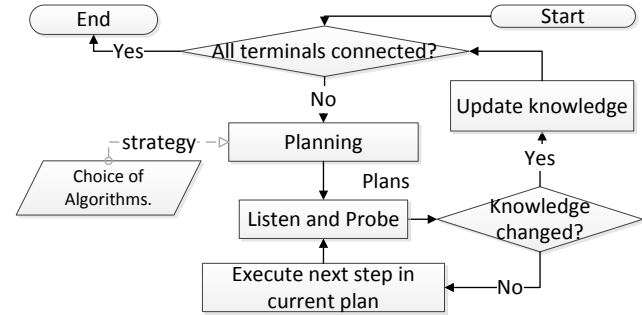 End
Start
Yes
All terminals connected?
No
Update knowledge
strategy
Planning
Yes
Choice of
Algorithms.
Plans
Listen and Probe
Knowledge
changed?
Execute next step in
current plan
No